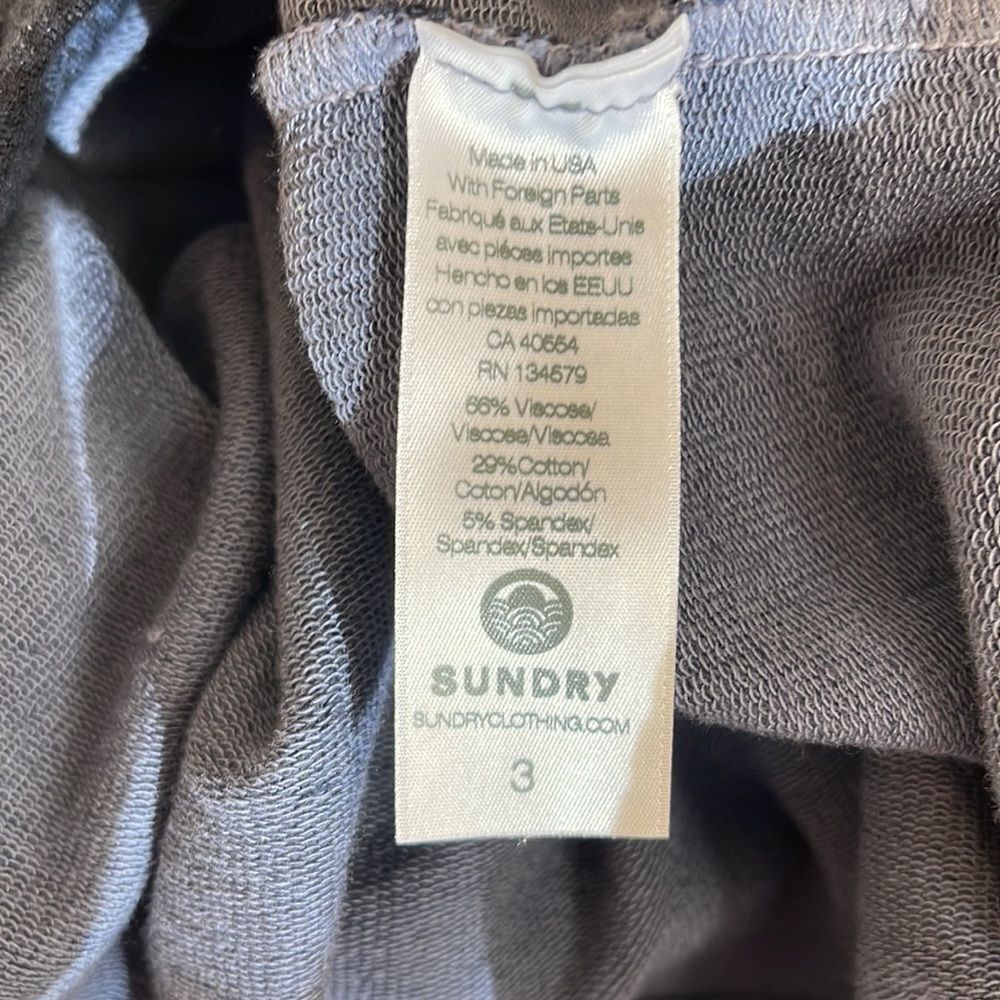 Made in USA
With Foreign Parts
Fabriqué aux Etats-Unis
avec piéces importes
Hencho en los EEUU
con piezas importadas
CA 40554
RN 134579
66% Viscose/
Viscose/Viscosa
29%Cotton/
Coton/Algodón
5% Spandex/
Spandex/Spandex
SUNDRY
SUNDRYCLOTHING.COM
3